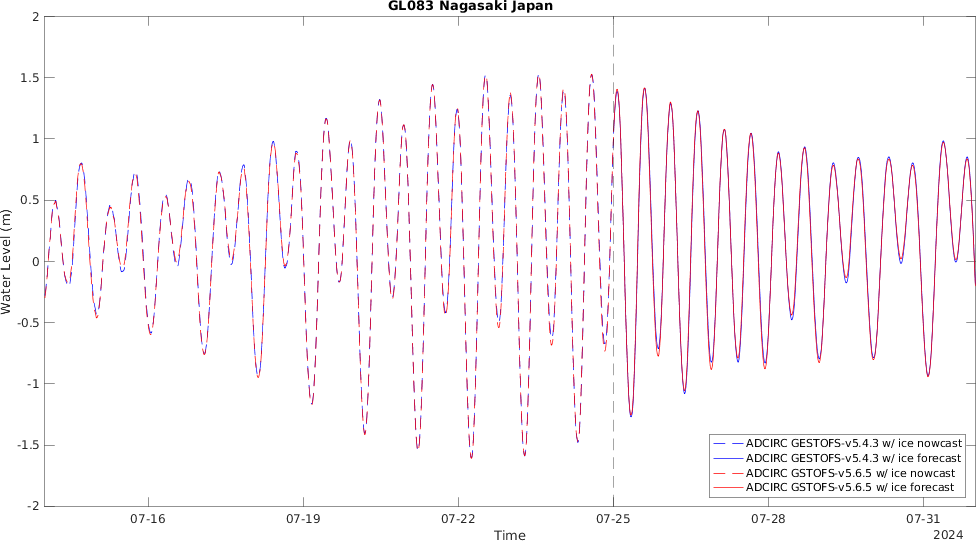 GL083 Nagasaki Japan
2
1.5
1
0.5
0
-0.5
-1
-1.5
-2
Water Level (m)
07-16
07-19
07-22
07-25
07-28
07-31
2024
Time
ADCIRC GESTOFS-v5.4.3 w/ ice nowcast
ADCIRC GESTOFS-v5.4.3 w/ ice forecast
ADCIRC GSTOFS-v5.6.5 w/ ice nowcast
ADCIRC GSTOFS-v5.6.5 w/ ice forecast